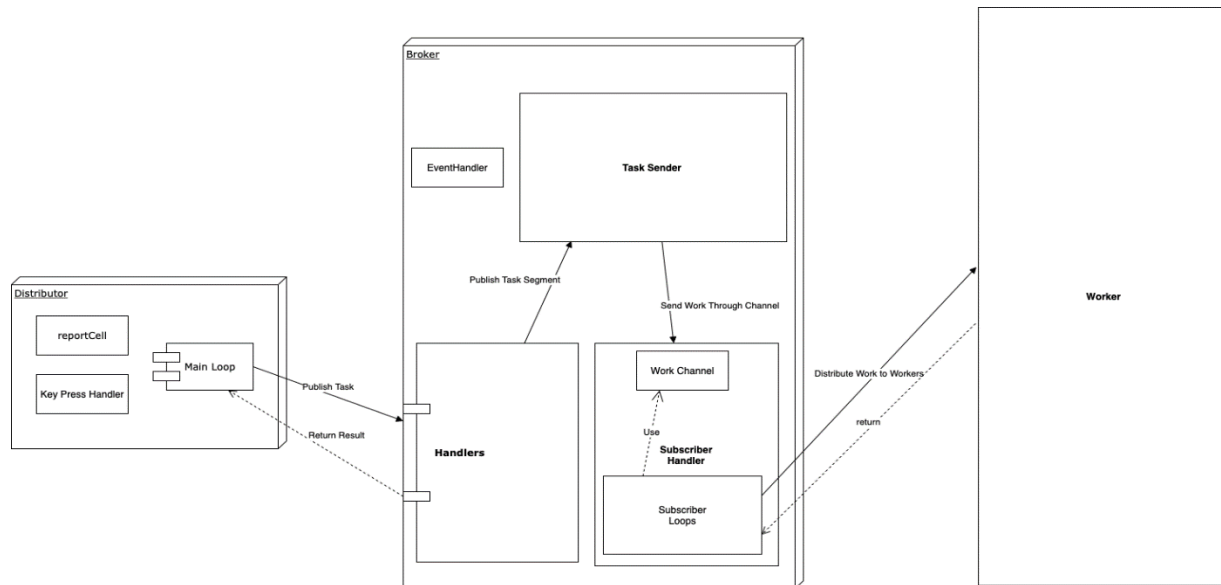 Broker
EventHandler
Task Sender
Publish Task Segment
Send Work Through Channel
Distributor
reportCell
Main Loop
Key Press Handler
Publish Task
Return Result
Handlers
Work Channel
Use
Subscriber
Handler
Subscriber
Loops
Distribute Work to Workers
return
Worker